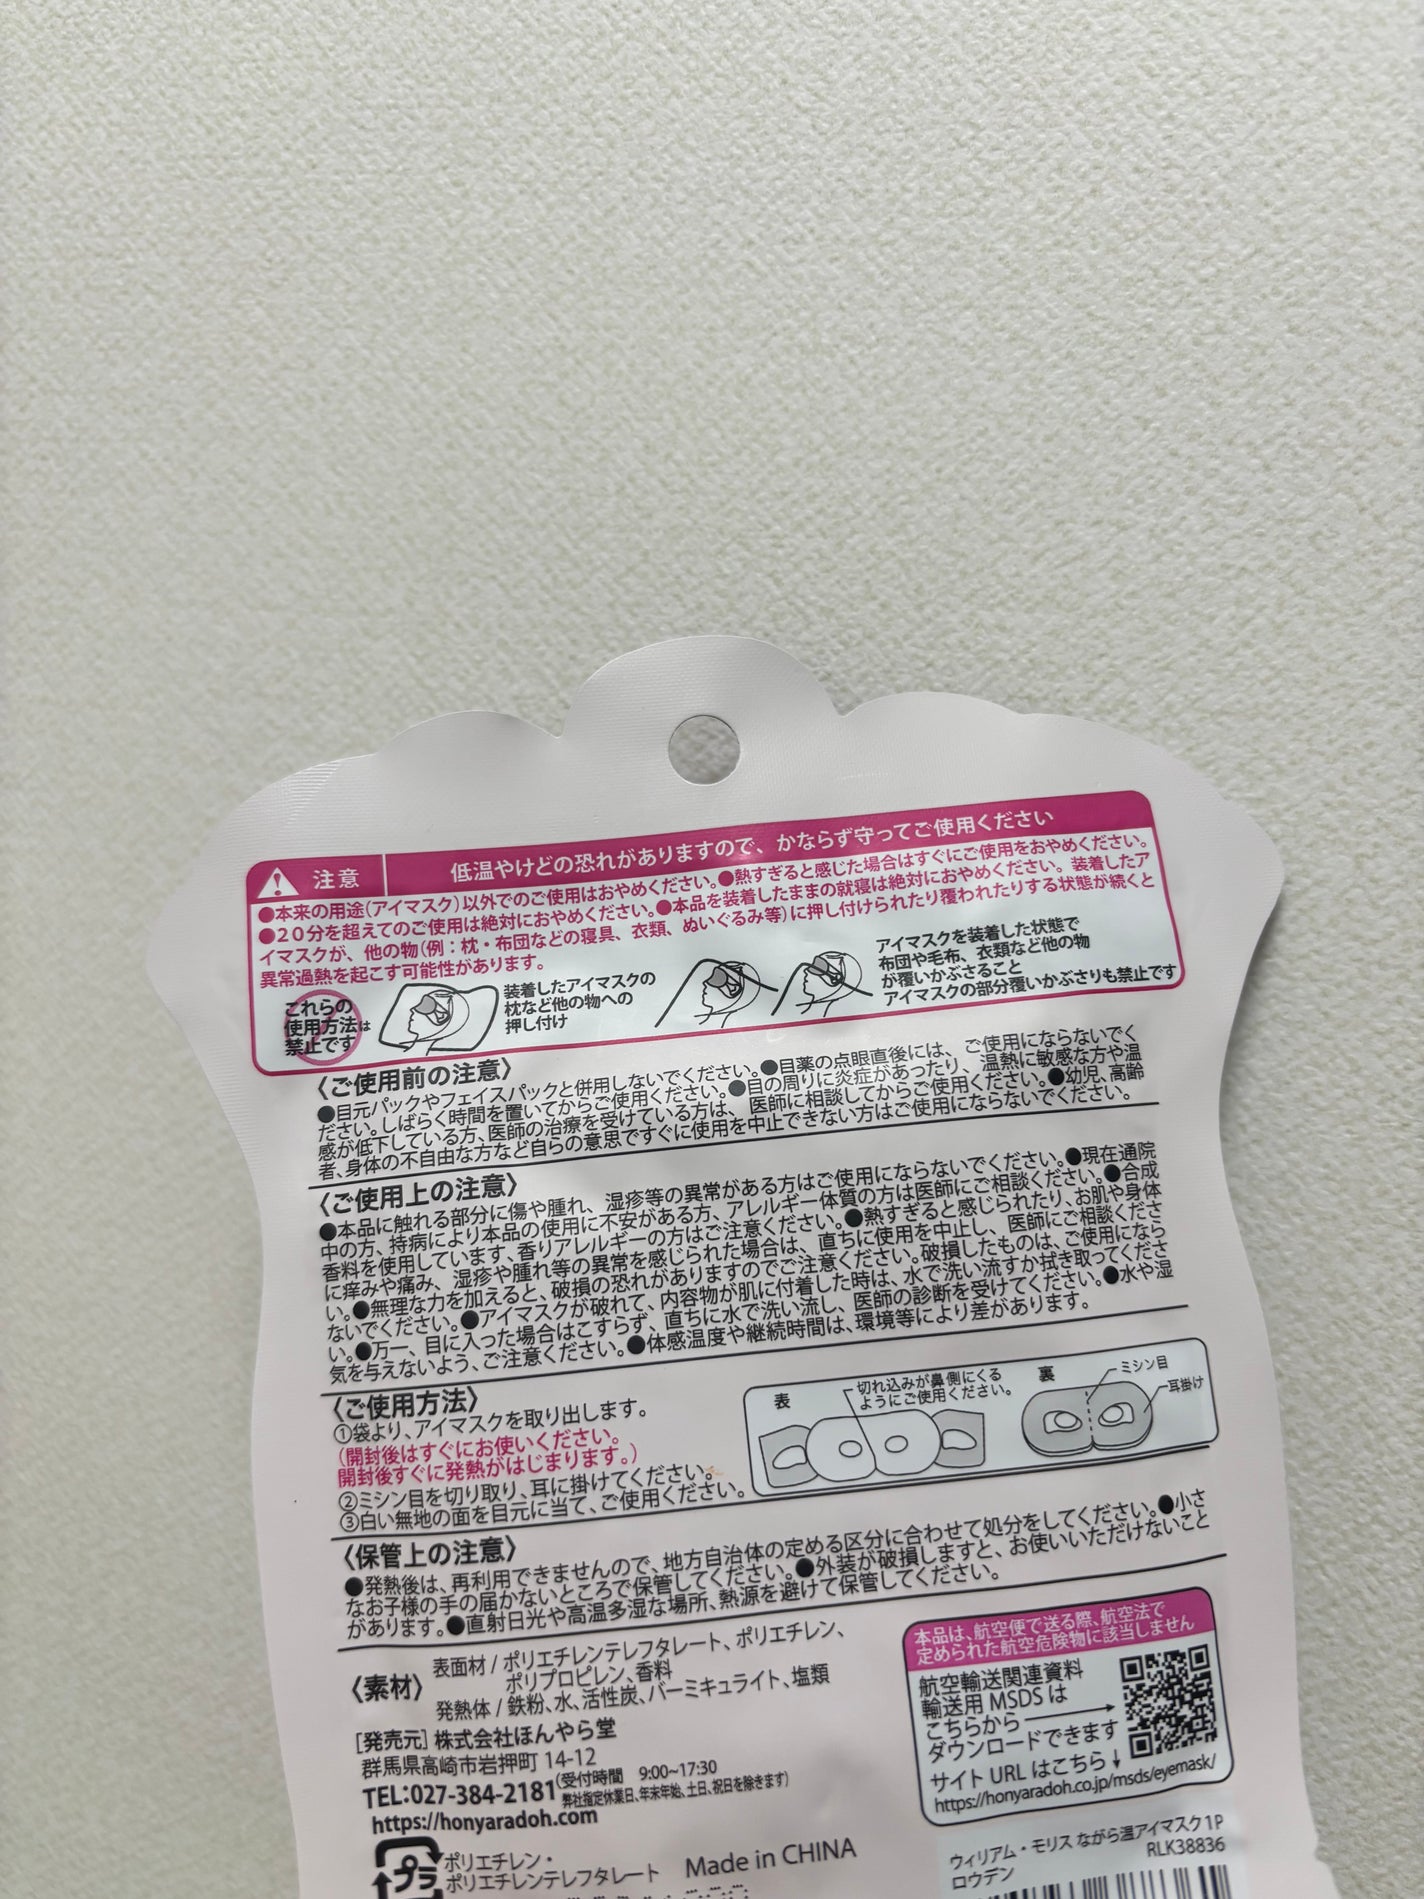 注意
低温やけどの恐れがありますので、かならず守ってご使用ください
●本来の用途(アイマスク)以外でのご使用はおやめください。●熱すぎると感じた場合はすぐにご使用をおやめください。
●20分を超えてのご使用は絶対におやめください。●本品を装着したままの就寝は絶対におやめください。装着したア
イマスクが、他の物(例:枕・布団などの寝具、衣類、ぬいぐるみ等)に押し付けられたり覆われたりする状態が続くと
異常過熱を起こす可能性があります。
これらの
使用方法は
禁止です
装着したアイマスクの
枕など他の物への
押し付け
アイマスクを装着した状態で
布団や毛布、衣類など他の物
が覆いかぶさること
アイマスクの部分覆いかぶさりも禁止です
〈ご使用前の注意〉
●目元パックやフェイスパックと併用しないでください。●目薬の点眼直後には、ご使用にならないでく
ださい。しばらく時間を置いてからご使用ください。●目の周りに炎症があったり、温熱に敏感な方や温
感が低下している方、医師の治療を受けている方は、医師に相談してからご使用ください。●幼児、高齢
者、身体の不自由な方など自らの意思ですぐに使用を中止できない方はご使用にならないでください。
〈ご使用上の注意〉
●本品に触れる部分に傷や腫れ、湿疹等の異常がある方はご使用にならないでください。●現在通院
中の方、持病により本品の使用に不安がある方、アレルギー体質の方は医師にご相談ください。●合成
香料を使用しています、香りアレルギーの方はご注意ください。●熱すぎると感じられたり、お肌や身体
に痒みや痛み、湿疹や腫れ等の異常を感じられた場合は、直ちに使用を中止し、医師にご相談くださ
い。●無理な力を加えると、破損の恐れがありますのでご注意ください。破損したものは、ご使用になら
ないでください。●アイマスクが破れて、内容物が肌に付着した時は、水で洗い流すか拭き取ってくださ
い。●万一、目に入った場合はこすらず、直ちに水で洗い流し、医師の診断を受けてください。●水や湿
気を与えないよう、ご注意ください。●体感温度や継続時間は、環境等により差があります。
〈ご使用方法〉
①袋より、アイマスクを取り出します。
(開封後はすぐにお使いください。
開封後すぐに発熱がはじまります。)
②ミシン目を切り取り、耳に掛けてください。
③白い無地の面を目元に当て、ご使用ください。
表
切れ込みが鼻側にくる
ようにご使用ください。
裏
ミシン目
耳掛け
〈保管上の注意〉
●発熱後は、再利用できませんので、地方自治体の定める区分に合わせて処分をしてください。●小さ
なお子様の手の届かないところで保管してください。●外装が破損しますと、お使いいただけないこと
があります。●直射日光や高温多湿な場所、熱源を避けて保管してください。
〈素材〉
表面材/ポリエチレンテレフタレート、ポリエチレン、
ポリプロピレン、香料
発熱体/鉄粉、水、活性炭、バーミキュライト、塩類
[発売元]株式会社ほんやら堂
群馬県高崎市岩押町 14-12
TEL:027-384-2181(受付時間 9:00~17:30
弊社指定休業日、年末年始、土日、祝日を除きます)
https://honyaradoh.com
プラ
ポリエチレン・
ポリエチレンテレフタレート
Made in CHINA
本品は、航空便で送る際、航空法で
定められた航空危険物に該当しません
航空輸送関連資料
輸送用 MSDS は
こちらから
ダウンロードできます
サイト URL はこちら↓
https://honyaradoh.co.jp/msds/eyemask/
ウィリアム・モリス ながら温アイマスク1P
RLK38836
ロウデン